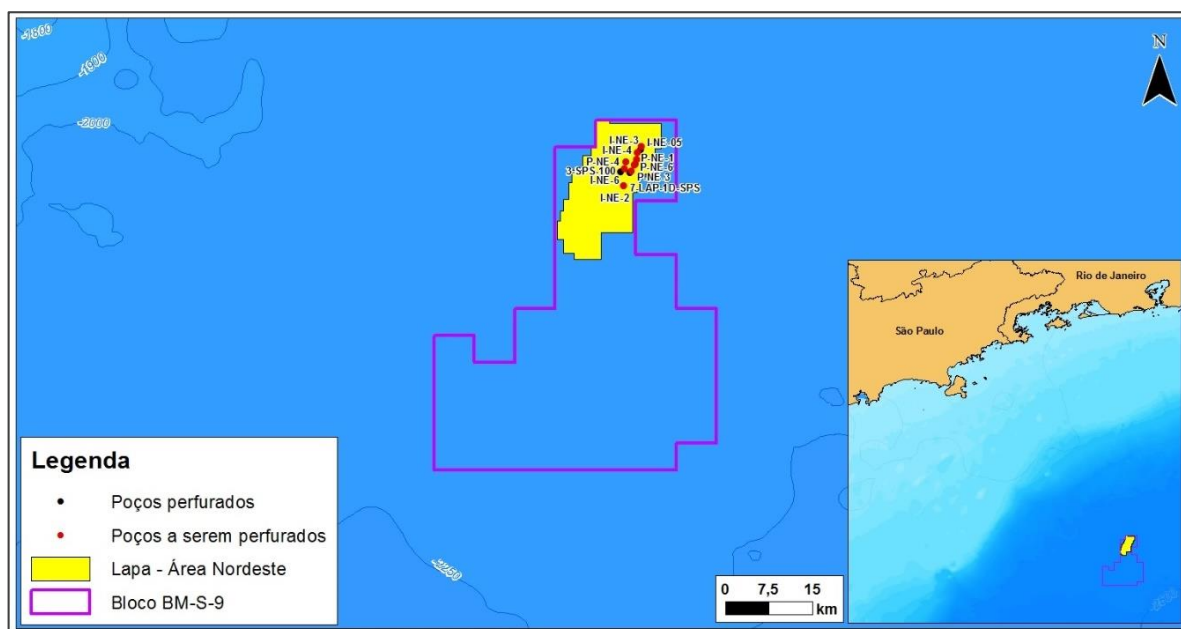 -1800
-1900
-2000
N
I-NE-3
I-NE-05
I-NE-4
P-NE-4
P-NE-1
3-SPS-100
P-NE-6
I-NE-6
P-NE-3
7-LAP-1D-SPS
I-NE-2
Rio de Janeiro
São Paulo
Legenda
Poços perfurados
Poços a serem perfurados
Lapa - Área Nordeste
Bloco BM-S-9
-2250
0 7,5 15
km